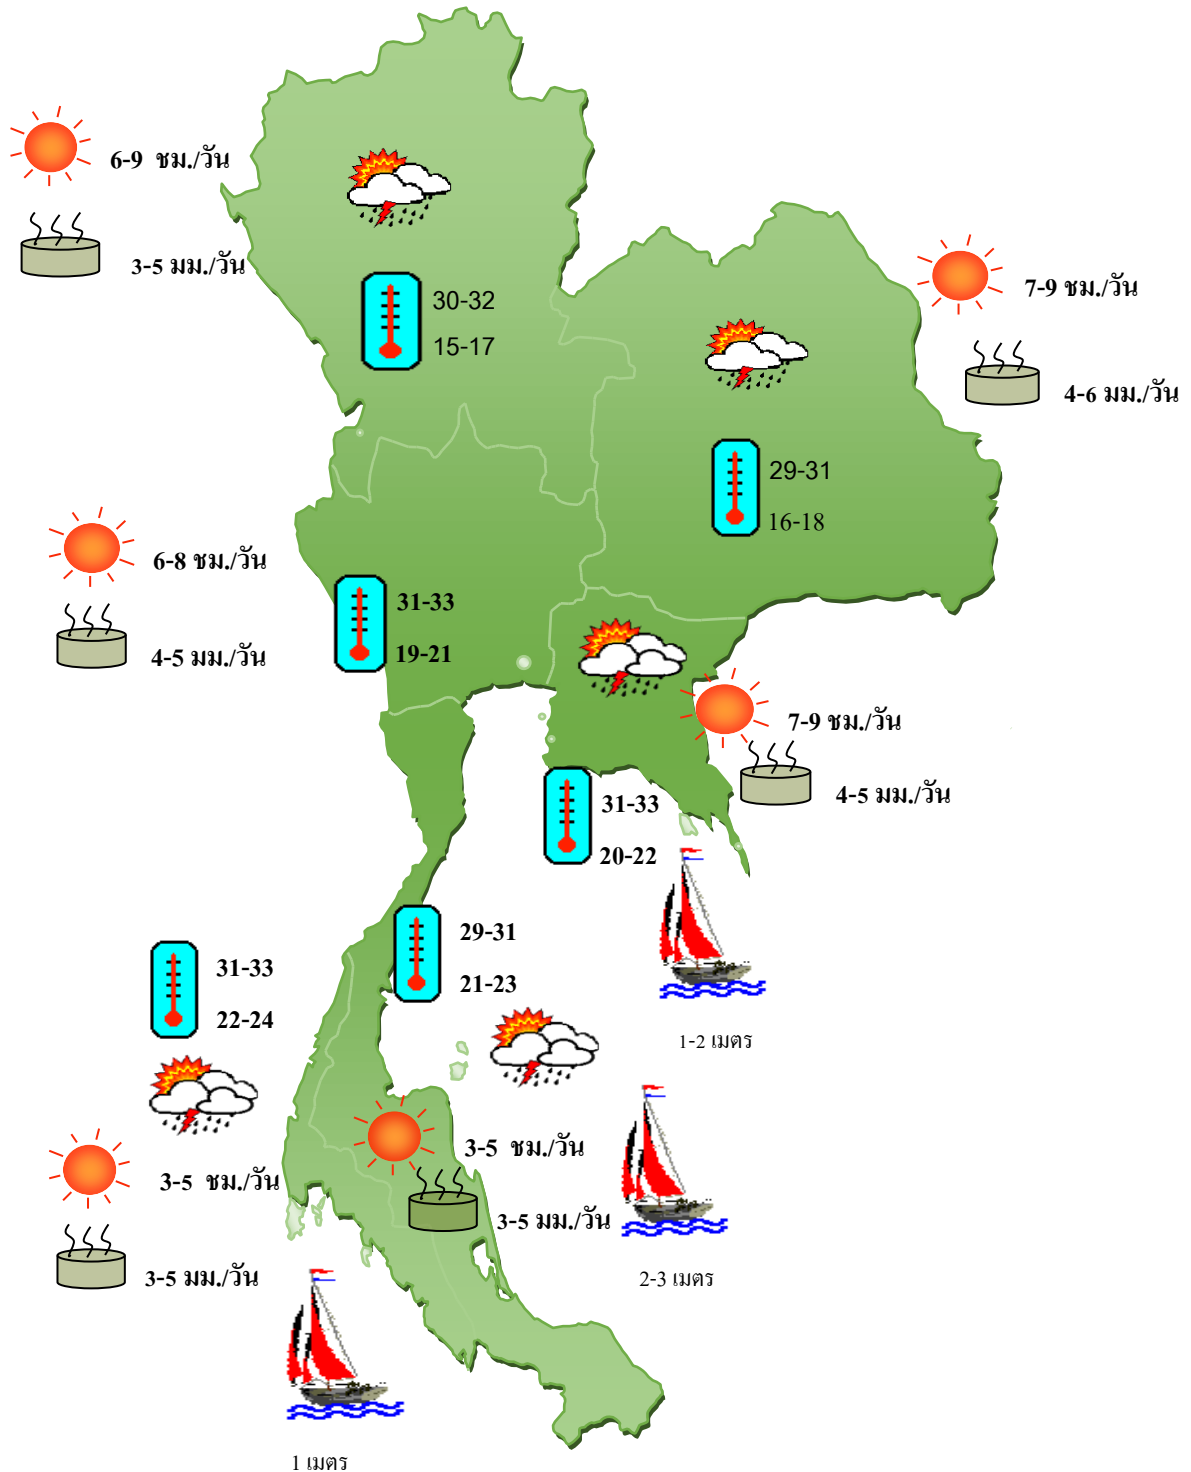 6-9 ชม./วัน
3-5 มม./วัน
30-32
15-17
7-9 ชม./วัน
4-6 มม./วัน
29-31
16-18
6-8 ชม./วัน
4-5 มม./วัน
31-33
19-21
7-9 ชม./วัน
4-5 มม./วัน
31-33
20-22
1-2 เมตร
29-31
21-23
31-33
22-24
3-5 ชม./วัน
3-5 มม./วัน
3-5 ชม./วัน
3-5 มม./วัน
2-3 เมตร
1 เมตร